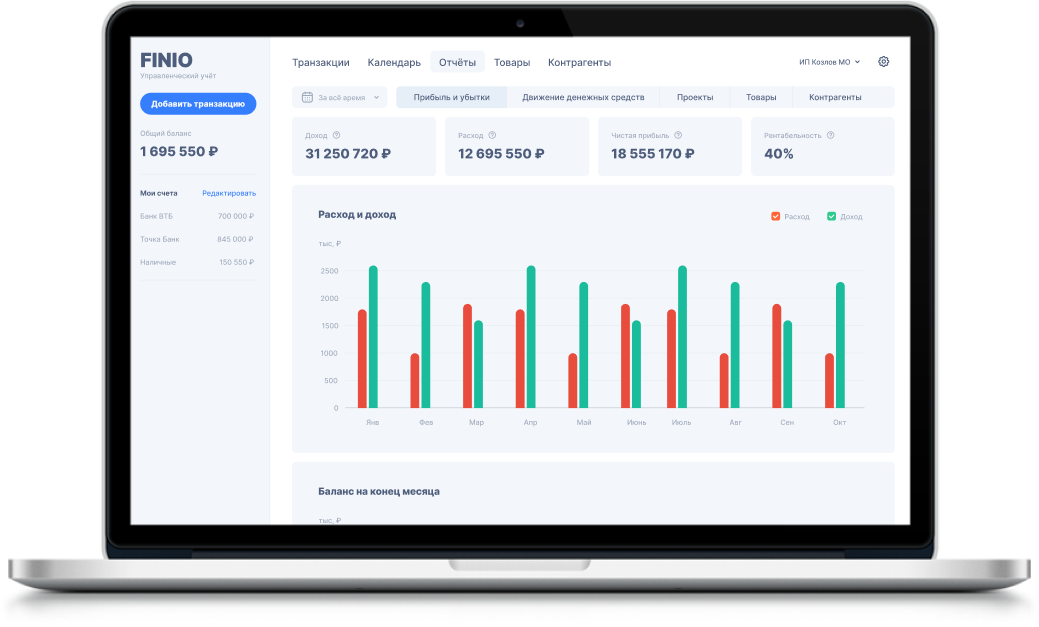 FINIO
Управленческий учёт
Добавить транзакцию
Общий баланс
1 695 550 ₽
Мои счета Редактировать
Банк ВТБ 700 000 ₽
Точка Банк 845 000 ₽
Наличные 150 550 ₽
Транзакции Календарь Отчёты Товары Контрагенты
ИП Козлов МО
За всё время
Прибыль и убытки Движение денежных средств Проекты Товары Контрагенты
Доход
31 250 720 ₽
Расход
12 695 550 ₽
Чистая прибыль
18 555 170 ₽
Рентабельность
40%
Расход и доход
Расход Доход
тыс, ₽
2500
2000
1500
1000
500
0
Янв Фев Мар Апр Май Июнь Июль Авг Сен Окт
Баланс на конец месяца
тыс, ₽